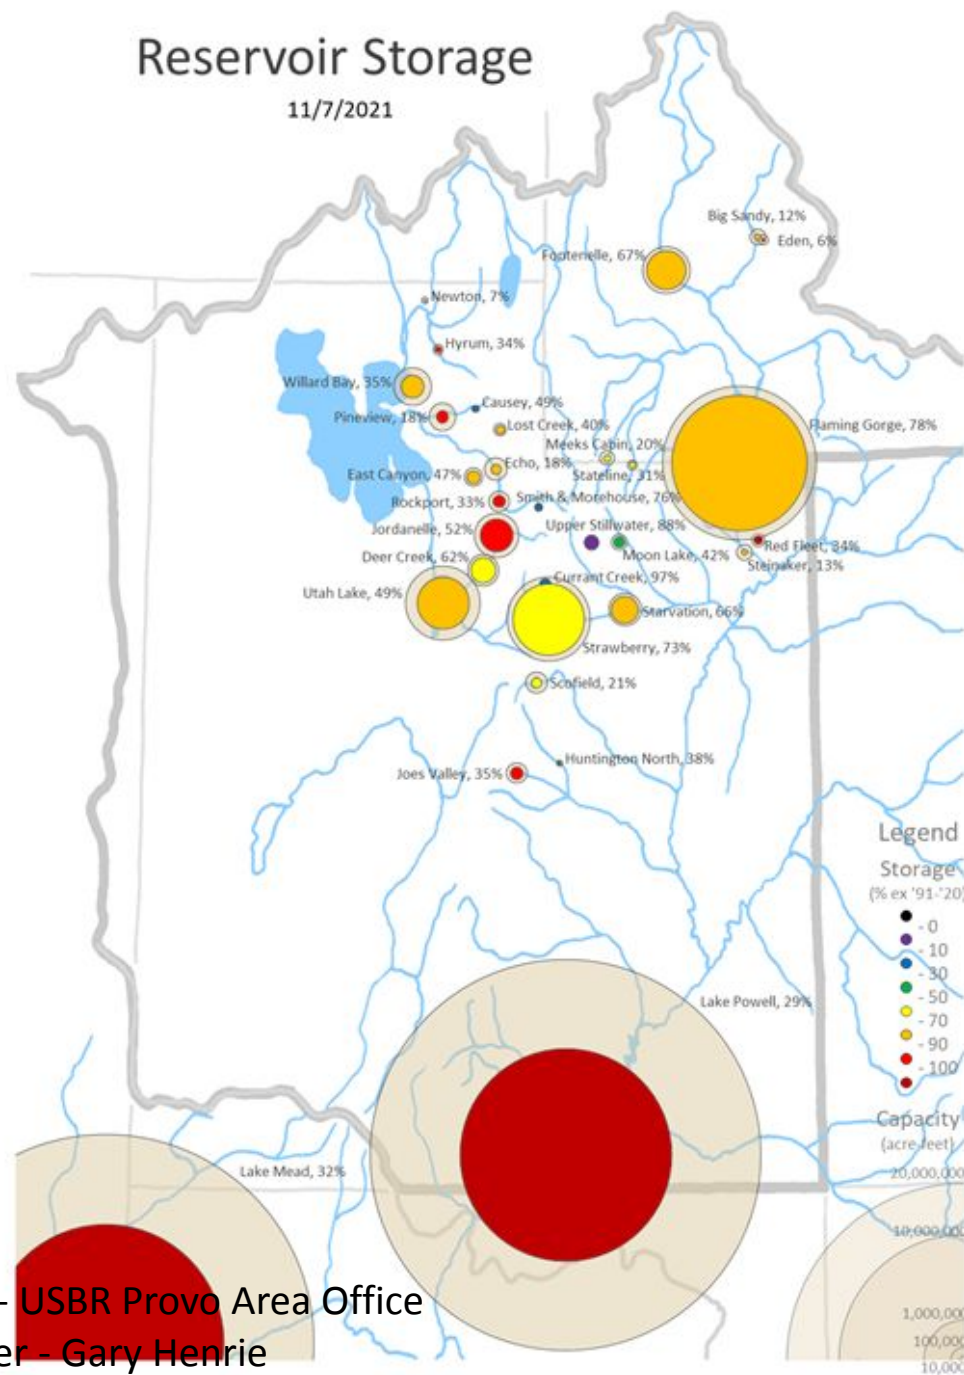 Reservoir Storage
11/7/2021
Big Sandy, 12%
Eden, 6%
Fontenelle, 67%
Newton, 7%
Hyrum, 34%
Willard Bay, 35%
Causey, 49%
Pineview, 18%
Lost Creek, 40%
Flaming Gorge, 78%
Meeks Cabin, 20%
Echo, 18%
East Canyon, 47%
Stateline, 31%
Smith & Morehouse, 76%
Rockport, 33%
Jordanelle, 52%
Upper Stillwater, 88%
Red Fleet, 34%
Moon Lake, 42%
Deer Creek, 62%
Steinaker, 13%
Currant Creek, 97%
Utah Lake, 49%
Starvation, 66%
Strawberry, 73%
Scofield, 21%
Huntington North, 38%
Joes Valley, 35%
Legend
Storage
(% ex '91-'20)
- 0
- 10
- 30
- 50
- 70
- 90
- 100
Lake Powell, 29%
Capacity
(acre-feet)
Lake Mead, 32%
20,000,000
10,000,000
1,000,000
100,000
10,000
- USBR Provo Area Office
er - Gary Henrie